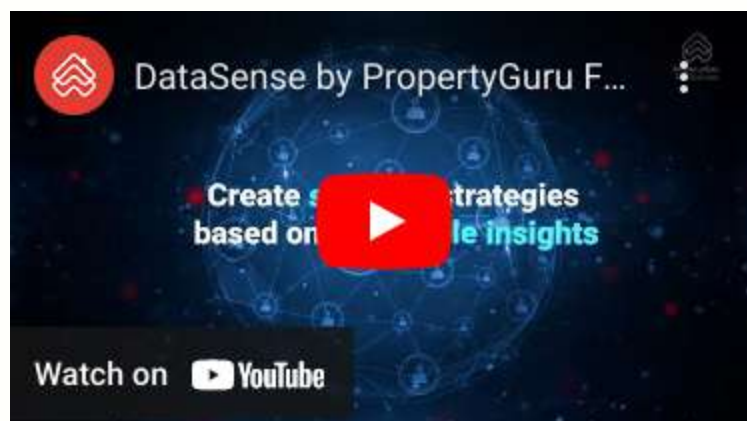 DataSense by PropertyGuru F...
Create s trategies
based on le insights
Watch on YouTube